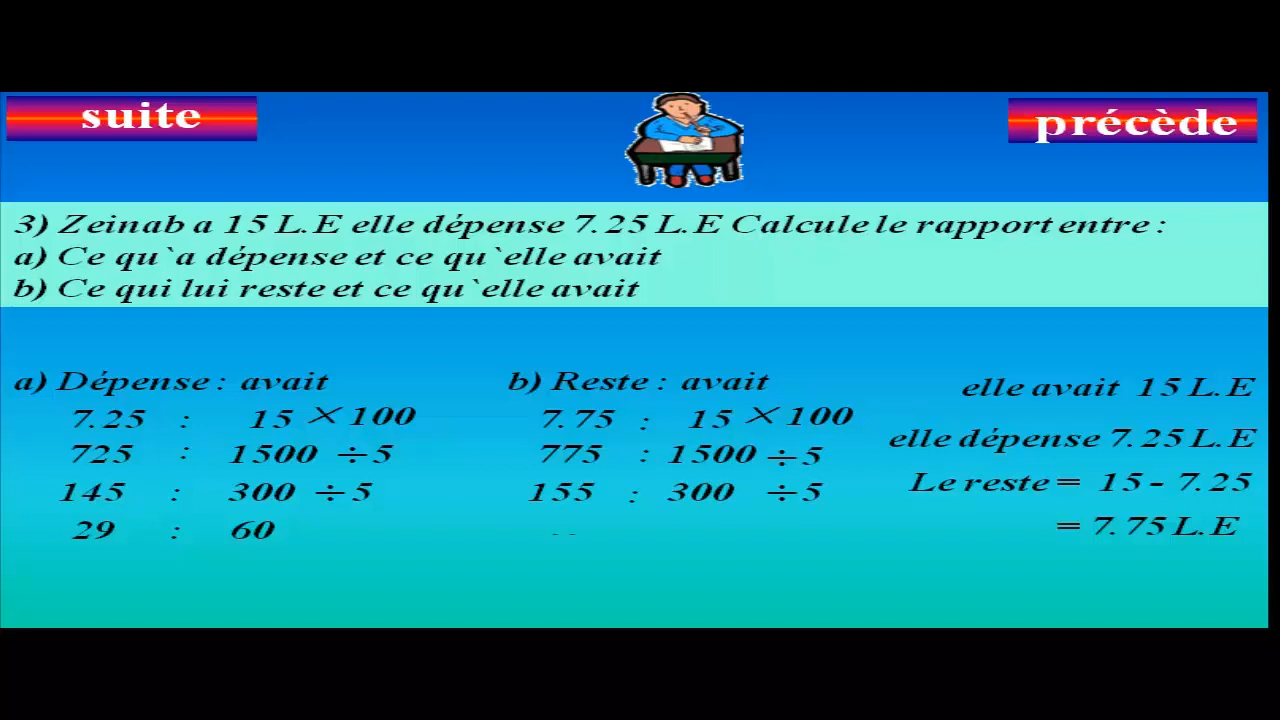 suite
précède
3) Zeinab a 15 L.E elle dépense 7.25 L.E Calcule le rapport entre :
a) Ce qu`a dépense et ce qu`elle avait
b) Ce qui lui reste et ce qu`elle avait
a) Dépense : avait
7.25 : 15 ×100
725 : 1500 ÷5
145 : 300 ÷5
29 : 60
b) Reste : avait
7.75 : 15 ×100
775 : 1500 ÷5
155 : 300 ÷5
elle avait 15 L.E
elle dépense 7.25 L.E
Le reste = 15 - 7.25
= 7.75 L.E